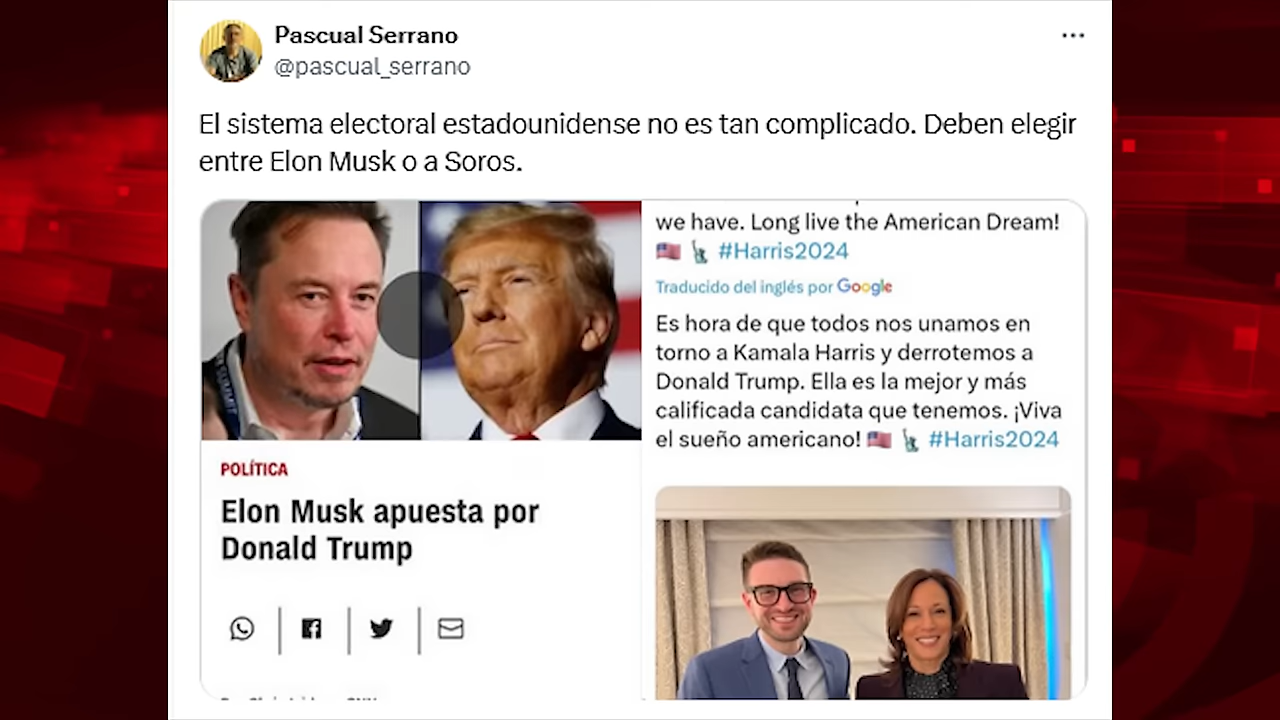 Pascual Serrano
@pascual_serrano
El sistema electoral estadounidense no es tan complicado. Deben elegir
entre Elon Musk o a Soros.
POLÍTICA
Elon Musk apuesta por
Donald Trump
we have. Long live the American Dream!
#Harris2024
Traducido del inglés por Google
Es hora de que todos nos unamos en
torno a Kamala Harris y derrotemos a
Donald Trump. Ella es la mejor y más
calificada candidata que tenemos. ¡Viva
el sueño americano! #Harris2024